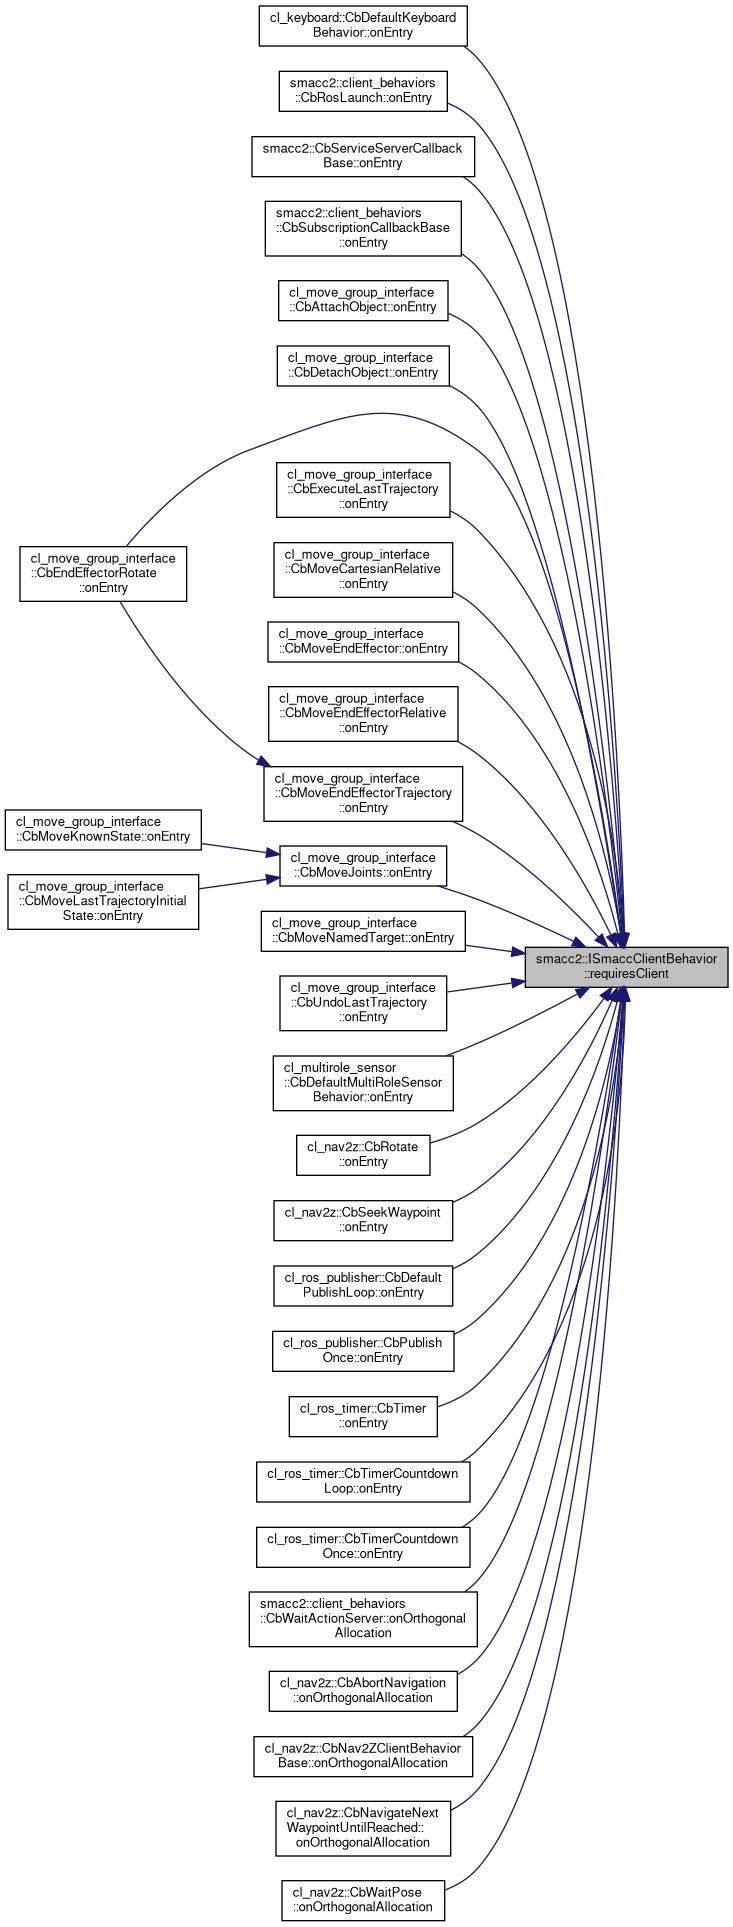 cl_keyboard::CbDefaultKeyboard
Behavior::onEntry
smacc2::client_behaviors
::CbRosLaunch::onEntry
smacc2::CbServiceServerCallback
Base::onEntry
smacc2::client_behaviors
::CbSubscriptionCallbackBase
::onEntry
cl_move_group_interface
::CbAttachObject::onEntry
cl_move_group_interface
::CbDetachObject::onEntry
cl_move_group_interface
::CbExecuteLastTrajectory
::onEntry
cl_move_group_interface
::CbEndEffectorRotate
::onEntry
cl_move_group_interface
::CbMoveCartesianRelative
::onEntry
cl_move_group_interface
::CbMoveEndEffector::onEntry
cl_move_group_interface
::CbMoveEndEffectorRelative
::onEntry
cl_move_group_interface
::CbMoveEndEffectorTrajectory
::onEntry
cl_move_group_interface
::CbMoveKnownState::onEntry
cl_move_group_interface
::CbMoveJoints::onEntry
cl_move_group_interface
::CbMoveLastTrajectoryInitial
State::onEntry
cl_move_group_interface
::CbMoveNamedTarget::onEntry
smacc2::ISmaccClientBehavior
::requiresClient
cl_move_group_interface
::CbUndoLastTrajectory
::onEntry
cl_multirole_sensor
::CbDefaultMultiRoleSensor
Behavior::onEntry
cl_nav2z::CbRotate
::onEntry
cl_nav2z::CbSeekWaypoint
::onEntry
cl_ros_publisher::CbDefault
PublishLoop::onEntry
cl_ros_publisher::CbPublish
Once::onEntry
cl_ros_timer::CbTimer
::onEntry
cl_ros_timer::CbTimerCountdown
Loop::onEntry
cl_ros_timer::CbTimerCountdown
Once::onEntry
smacc2::client_behaviors
::CbWaitActionServer::onOrthogonal
Allocation
cl_nav2z::CbAbortNavigation
::onOrthogonalAllocation
cl_nav2z::CbNav2ZClientBehavior
Base::onOrthogonalAllocation
cl_nav2z::CbNavigateNext
WaypointUntilReached::
onOrthogonalAllocation
cl_nav2z::CbWaitPose
::onOrthogonalAllocation